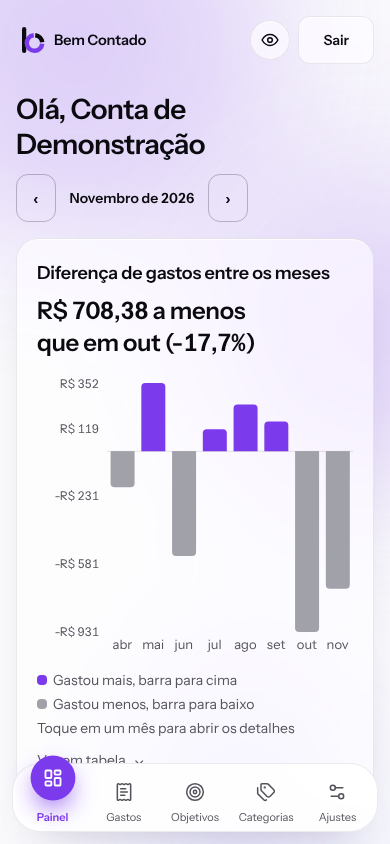 Bem Contado
Sair
Olá, Conta de
Demonstração
‹
Novembro de 2026
›
Diferença de gastos entre os meses
R$ 708,38 a menos
que em out (-17,7%)
R$ 352
R$ 119
-R$ 231
-R$ 581
-R$ 931
abr mai jun jul ago set out nov
Gastou mais, barra para cima
Gastou menos, barra para baixo
Toque em um mês para abrir os detalhes
em tabela
Painel Gastos Objetivos Categorias Ajustes